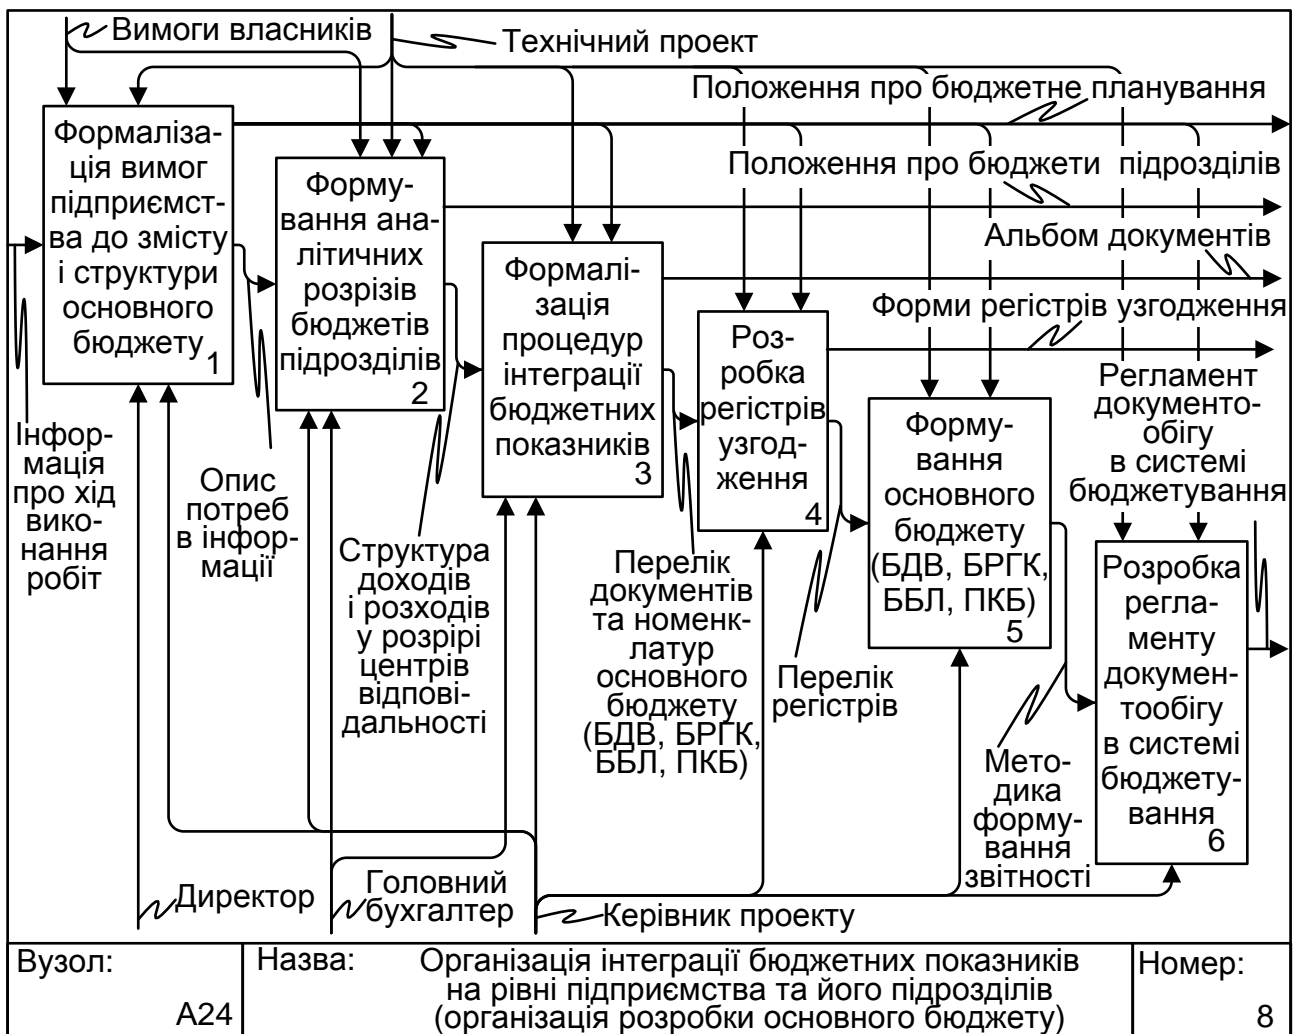 Вимоги власників
Технічний проект
Положення про бюджетне планування
Положення про бюджети підрозділів
Альбом документів
Форми регістрів узгодження
Регламент
документо-
обігу
в системі
бюджетування
Формаліза-
ція вимог
підприємст-
ва до змісту
і структури
основного
бюджету
1
Форму-
вання ана-
літичних
розрізів
бюджетів
підрозділів
2
Формалі-
зація
процедур
інтеграції
бюджетних
показників
3
Роз-
робка
регістрів
узгод-
ження
4
Форму-
вання
основного
бюджету
(БДВ, БРГК,
ББЛ, ПКБ)
5
Розробка
регла-
менту
докумен-
тообігу
в системі
бюджету-
вання
6
Інфор-
мація
про хід
вико-
нання
робіт
Опис
потреб
в інфор-
мації
Структура
доходів
і розходів
у розрірі
центрів
відпові-
дальності
Перелік
документів
та номенк-
латур
основного
бюджету
(БДВ, БРГК,
ББЛ, ПКБ)
Перелік
регістрів
Мето-
дика
форму-
вання
звітності
Директор
Головний
бухгалтер
Керівник проекту
Вузол:
А24
Назва:
Організація інтеграції бюджетних показників
на рівні підприємства та його підрозділів
(організація розробки основного бюджету)
Номер:
8